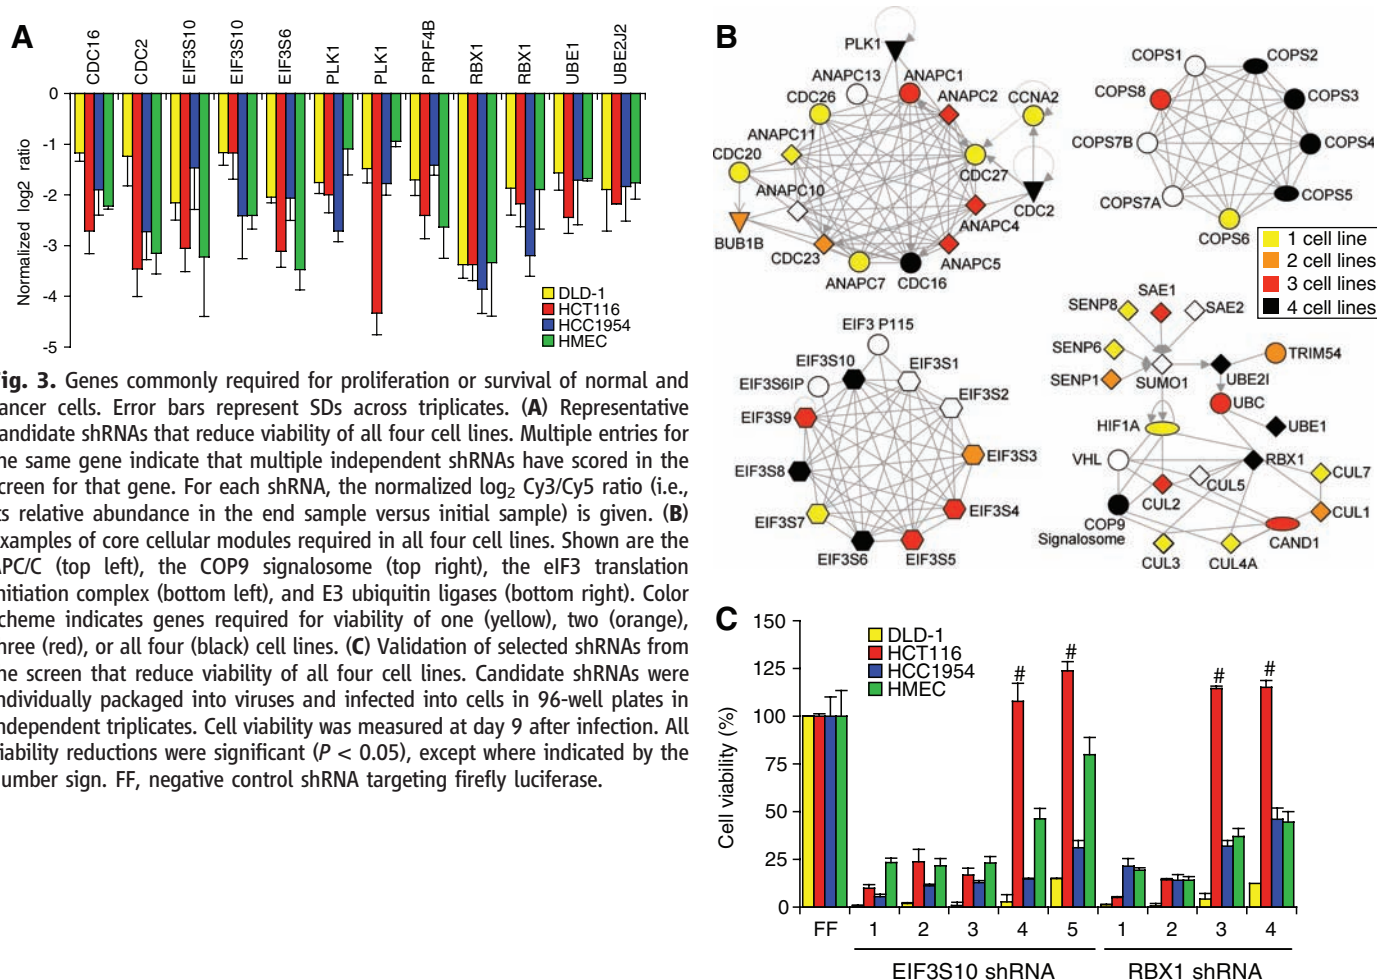 A
CDC16
CDC2
EIF3S10
EIF3S10
EIF3S6
PLK1
PLK1
PRPF4B
RBX1
RBX1
UBE1
UBE2J2
Normalized log2 ratio
0
-1
-2
-3
-4
-5
DLD-1
HCT116
HCC1954
HMEC
B
PLK1
ANAPC13
ANAPC1
CDC26
ANAPC2
CCNA2
ANAPC11
CDC20
CDC27
ANAPC10
CDC2
ANAPC4
BUB1B
CDC23
ANAPC5
ANAPC7
CDC16
COPS1
COPS2
COPS8
COPS3
COPS7B
COPS4
COPS7A
COPS5
COPS6
1 cell line
2 cell lines
3 cell lines
4 cell lines
EIF3 P115
EIF3S10
EIF3S1
EIF3S6IP
EIF3S2
EIF3S9
EIF3S3
EIF3S8
EIF3S4
EIF3S7
EIF3S6
EIF3S5
SAE1
SENP8
SAE2
SENP6
TRIM54
SENP1
SUMO1
UBE2I
UBC
HIF1A
UBE1
VHL
RBX1
CUL7
CUL5
CUL2
CUL1
COP9
Signalosome
CAND1
CUL3
CUL4A
ig. 3. Genes commonly required for proliferation or survival of normal and
ancer cells. Error bars represent SDs across triplicates. (A) Representative
andidate shRNAs that reduce viability of all four cell lines. Multiple entries for
he same gene indicate that multiple independent shRNAs have scored in the
creen for that gene. For each shRNA, the normalized log2 Cy3/Cy5 ratio (i.e.,
ts relative abundance in the end sample versus initial sample) is given. (B)
xamples of core cellular modules required in all four cell lines. Shown are the
APC/C (top left), the COP9 signalosome (top right), the eIF3 translation
nitiation complex (bottom left), and E3 ubiquitin ligases (bottom right). Color
cheme indicates genes required for viability of one (yellow), two (orange),
hree (red), or all four (black) cell lines. (C) Validation of selected shRNAs from
he screen that reduce viability of all four cell lines. Candidate shRNAs were
ndividually packaged into viruses and infected into cells in 96-well plates in
ndependent triplicates. Cell viability was measured at day 9 after infection. All
iability reductions were significant (P < 0.05), except where indicated by the
umber sign. FF, negative control shRNA targeting firefly luciferase.
C
Cell viability (%)
150
125
100
75
50
25
0
DLD-1
HCT116
HCC1954
HMEC
# # # #
FF 1 2 3 4 5 1 2 3 4
EIF3S10 shRNA RBX1 shRNA